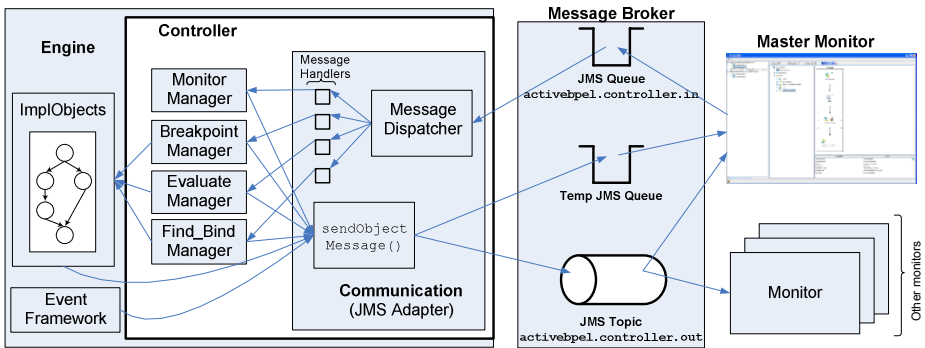 Engine
ImplObjects
Event
Framework
Controller
Monitor
Manager
Breakpoint
Manager
Evaluate
Manager
Find_Bind
Manager
Message
Handlers
Message
Dispatcher
sendObject
Message()
Communication
(JMS Adapter)
Message Broker
JMS Queue
activebpel.controller.in
Temp JMS Queue
JMS Topic
activebpel.controller.out
Master Monitor
Monitor
Other monitors